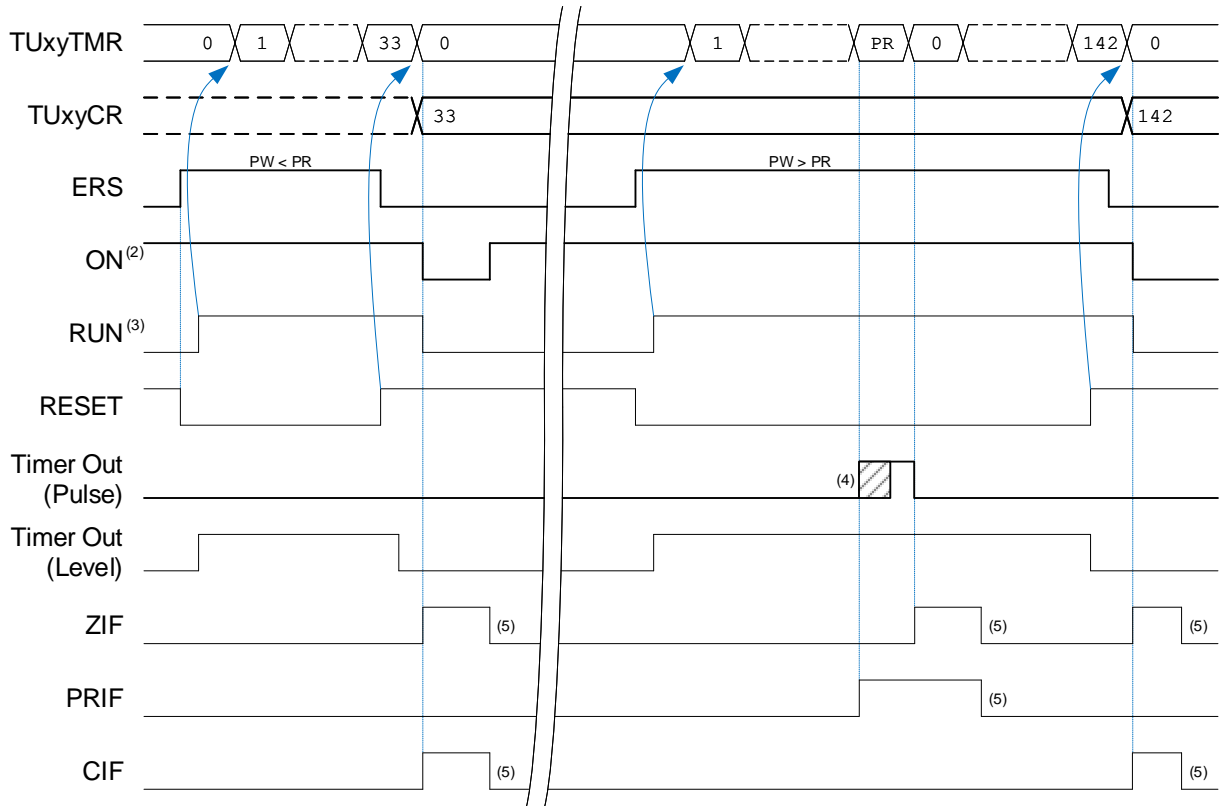 TUxyTMR 0 1 33 0 1 PR 0 142 0
TUxyCR 33 142
PW < PR PW > PR
ERS
ON(2)
RUN(3)
RESET
Timer Out
(Pulse)
(4)
Timer Out
(Level)
ZIF (5) (5) (5)
PRIF (5)
CIF (5) (5)